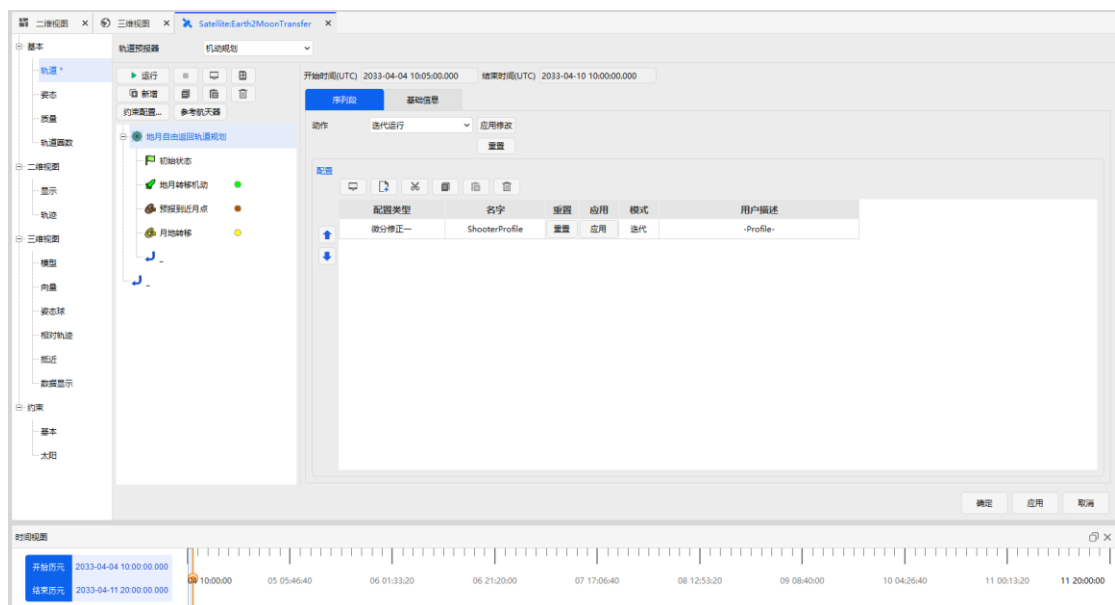 二维视图 × 三维视图 × Satellite:Earth2MoonTransfer ×
基本
轨道 *
姿态
质量
轨道圈数
二维视图
显示
轨迹
三维视图
模型
向量
姿态球
相对轨迹
抵近
数据显示
约束
基本
太阳
轨道预报器 机动规划
运行
新增
约束配置... 参考航天器
地月自由返回轨道规划
初始状态
地月转移机动
预报到近月点
月地转移
-
-
开始时间(UTC) 2033-04-04 10:05:00.000 结束时间(UTC) 2033-04-10 10:00:00.000
序列段 基础信息
动作 迭代运行 应用修改
重置
配置
配置类型 名字 重置 应用 模式 用户描述
微分修正一 ShooterProfile 重置 应用 迭代 -Profile-
确定 应用 取消
时间视图
开始历元 2033-04-04 10:00:00.000
结束历元 2033-04-11 20:00:00.000
04 10:00:00 05 05:46:40 06 01:33:20 06 21:20:00 07 17:06:40 08 12:53:20 09 08:40:00 10 04:26:40 11 00:13:20 11 20:00:00